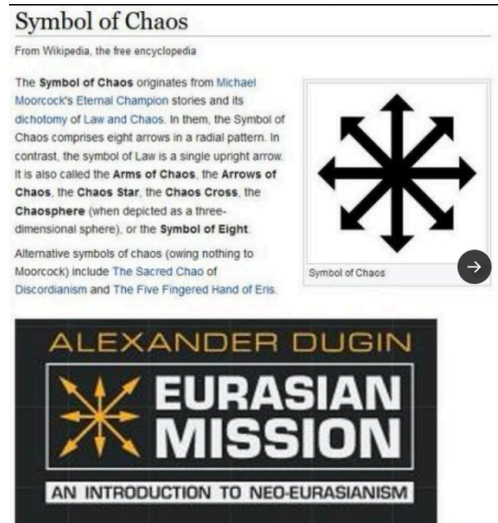 Symbol of Chaos
From Wikipedia, the free encyclopedia
The Symbol of Chaos originates from Michael
Moorcock's Eternal Champion stories and its
dichotomy of Law and Chaos. In them, the Symbol of
Chaos comprises eight arrows in a radial pattern. In
contrast, the symbol of Law is a single upright arrow.
It is also called the Arms of Chaos, the Arrows of
Chaos, the Chaos Star, the Chaos Cross, the
Chaosphere (when depicted as a three-
dimensional sphere), or the Symbol of Eight.
Alternative symbols of chaos (owing nothing to
Moorcock) include The Sacred Chao of
Discordianism and The Five Fingered Hand of Eris.
Symbol of Chaos
ALEXANDER DUGIN
EURASIAN
MISSION
AN INTRODUCTION TO NEO-EURASIANISM